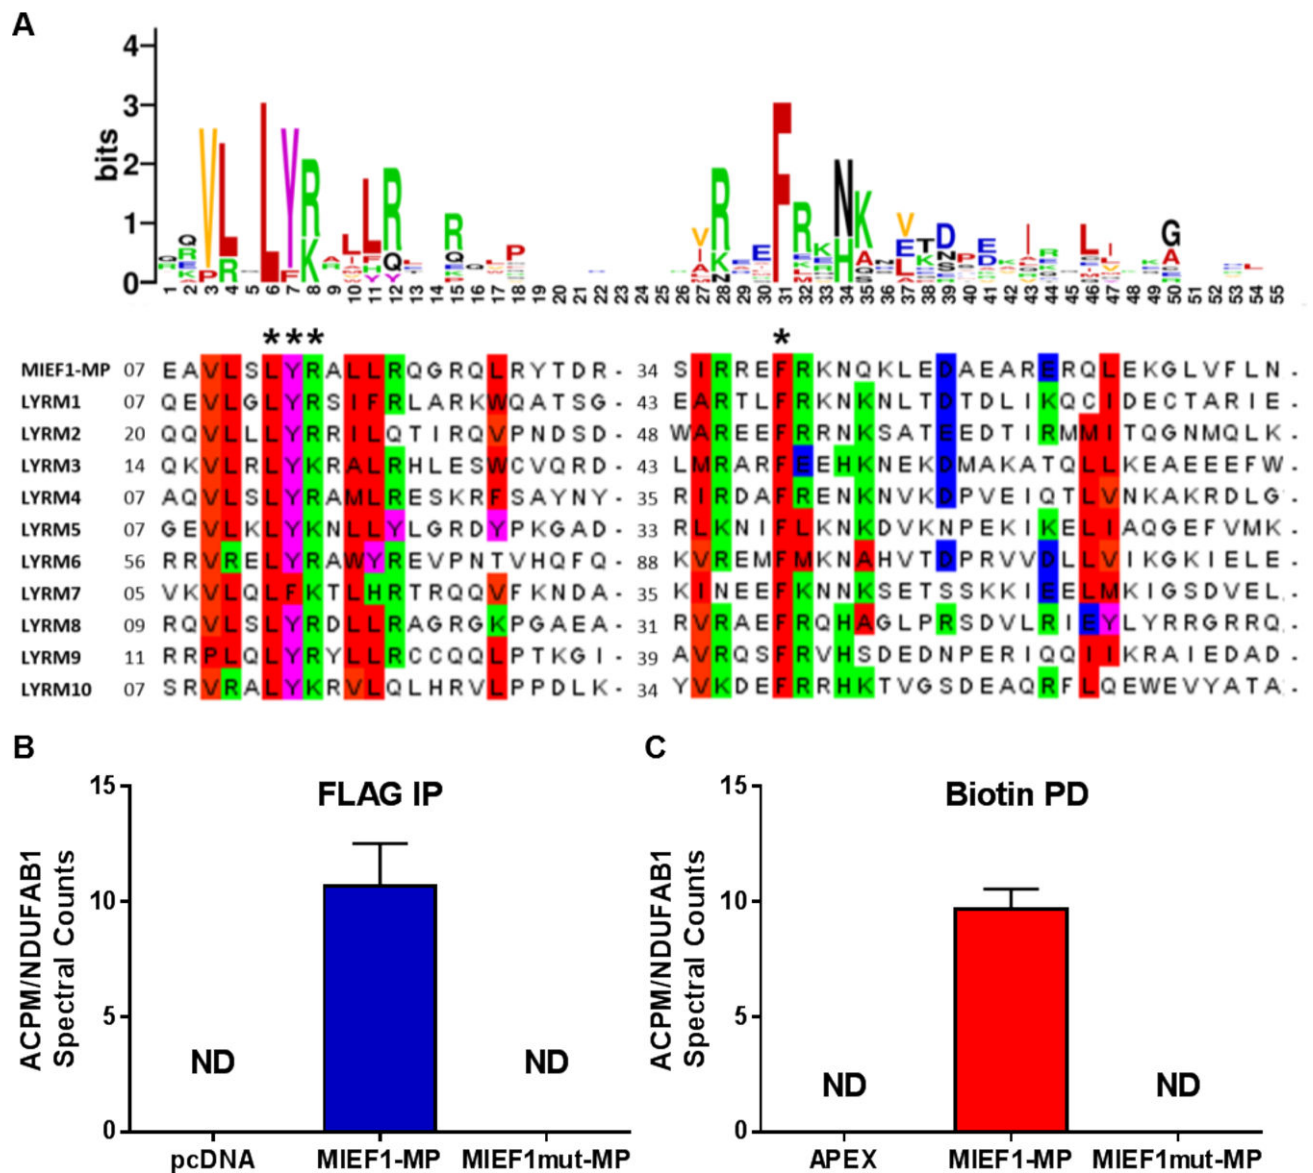 A
bits
4
3
2
1
0
1 2 3 4 5 6 7 8 9 10 11 12 13 14 15 16 17 18 19 20 21 22 23 24 25 26 27 28 29 30 31 32 33 34 35 36 37 38 39 40 41 42 43 44 45 46 47 48 49 50 51 52 53 54 55
*** *
MIEF1-MP 07 EAVLSLYRALLRQGRQLRYTDR- 34 SIRREFRKNQKLEDAEARERQLEKGLVFLN-
LYRM1 07 QEVLGLYRSIFRLARKWQATSG- 43 EARTLFRKNKNLTDTDLIKQCIDECTARIE-
LYRM2 20 QQVLLLYRRILQTIRQVPNDSD- 48 WAREEFRRNKSATEEDTIRMMITQGNMQLK-
LYRM3 14 QKVLRLYKRALRHLESWCVQRD- 43 LMRARFEEHKNEKDMAKATQLLKEAEEEFW-
LYRM4 07 AQVLSLYRAMLRESKRFSAYNY- 35 RIRDAFRENKNVKDPVEIQTLVNKAKRDLG-
LYRM5 07 GEVLKLYKNLLYLGRDYPKGAD- 33 RLKNIFLKNKDVKNPEKIKELIAQGEFVMK-
LYRM6 56 RRVRELYRAWYREVPNTVHQFQ- 88 KVREMFMKNAHVTDPRVVDLLVIKGKIELE-
LYRM7 05 VKVLQLFKTLHRTRQQVFKNDA- 35 KINEEFKNNKSETSSKKIEELMKIGSDVEL-
LYRM8 09 RQVLSLYRDLLRAGRGKPGAEA- 31 RVRAEFRQHAGLPRSDVLRIEYLYRRGRRQ-
LYRM9 11 RRPLQLYRYLLRCCQQLPTKGI- 39 AVRQSFRVHSDEDNPERIQQIIKRAIEDAD-
LYRM10 07 SRVRALYKRVLQLHRVLPPDLK- 34 YVKDEFRRHKTVGSDEAQRFLQEWEVYATA-
B
FLAG IP
ACPM/NDUFAB1
Spectral Counts
15
10
5
0
ND
ND
pcDNA MIEF1-MP MIEF1mut-MP
C
Biotin PD
ACPM/NDUFAB1
Spectral Counts
15
10
5
0
ND
ND
APEX MIEF1-MP MIEF1mut-MP